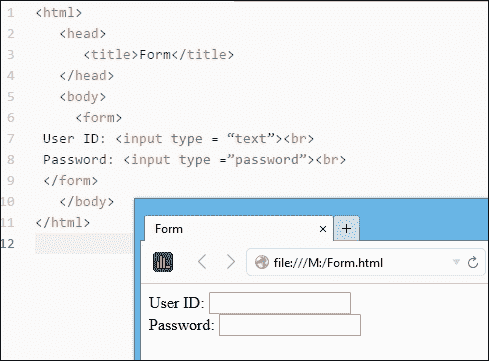 1 <html>
2 <head>
3 <title>Form</title>
4 </head>
5 <body>
6 <form>
7 User ID: <input type = “text”><br>
8 Password: <input type =”password”><br>
9 </form>
10 </body>
11 </html>
12
Form × +
file:///M:/Form.html
User ID:
Password: